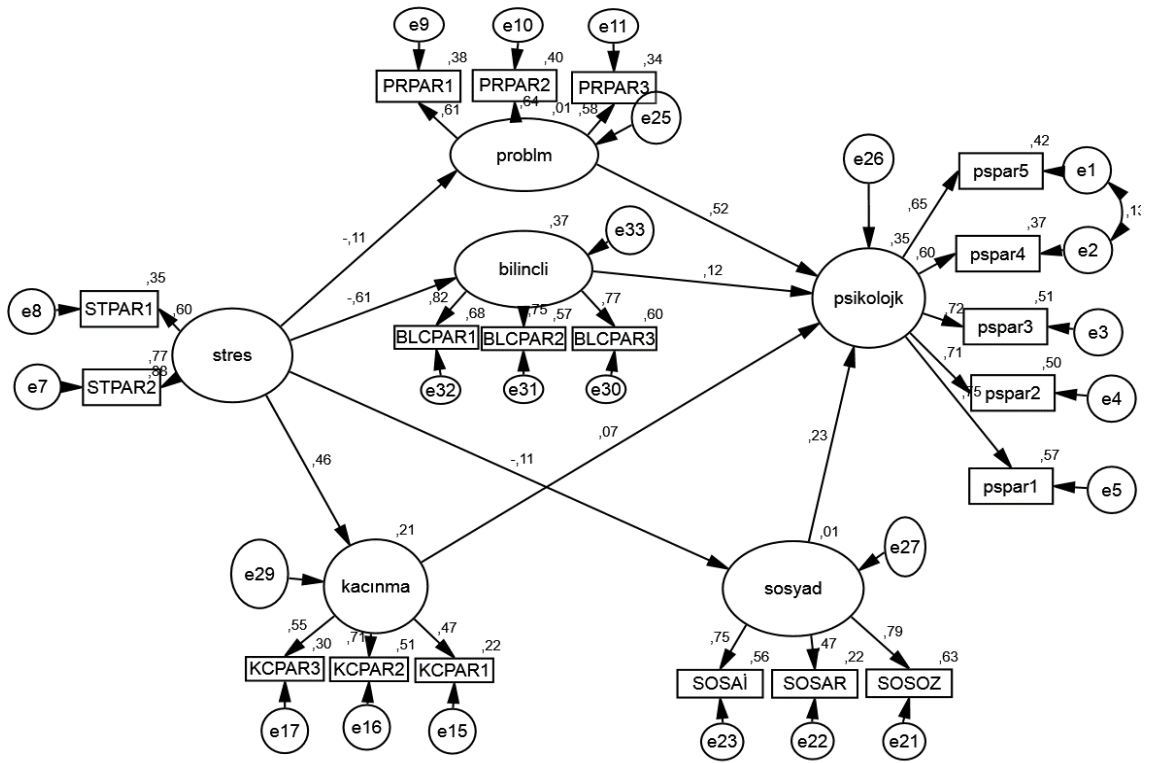 e9
e10
e11
,38
,40
,34
PRPAR1
PRPAR2
PRPAR3
,61
,64
,01
,58
e25
problm
e26
,42
pspar5
e1
,65
,52
-,11
,37
e33
bilincli
,35
,60
,37
pspar4
e2
,13
,12
-,61
,82
,75
,77
,68
,57
,60
BLCPAR1
BLCPAR2
BLCPAR3
e32
e31
e30
psikolojk
,72
,51
pspar3
e3
,35
e8
STPAR1
,60
stres
,77
,88
e7
STPAR2
,71
,50
pspar2
e4
,75
,57
pspar1
e5
,46
,07
-,11
,23
,21
e29
kacınma
,01
e27
sosyad
,55
,71
,47
,30
,51
,22
KCPAR3
KCPAR2
KCPAR1
e17
e16
e15
,75
,47
,79
,56
,22
,63
SOSAİ
SOSAR
SOSOZ
e23
e22
e21